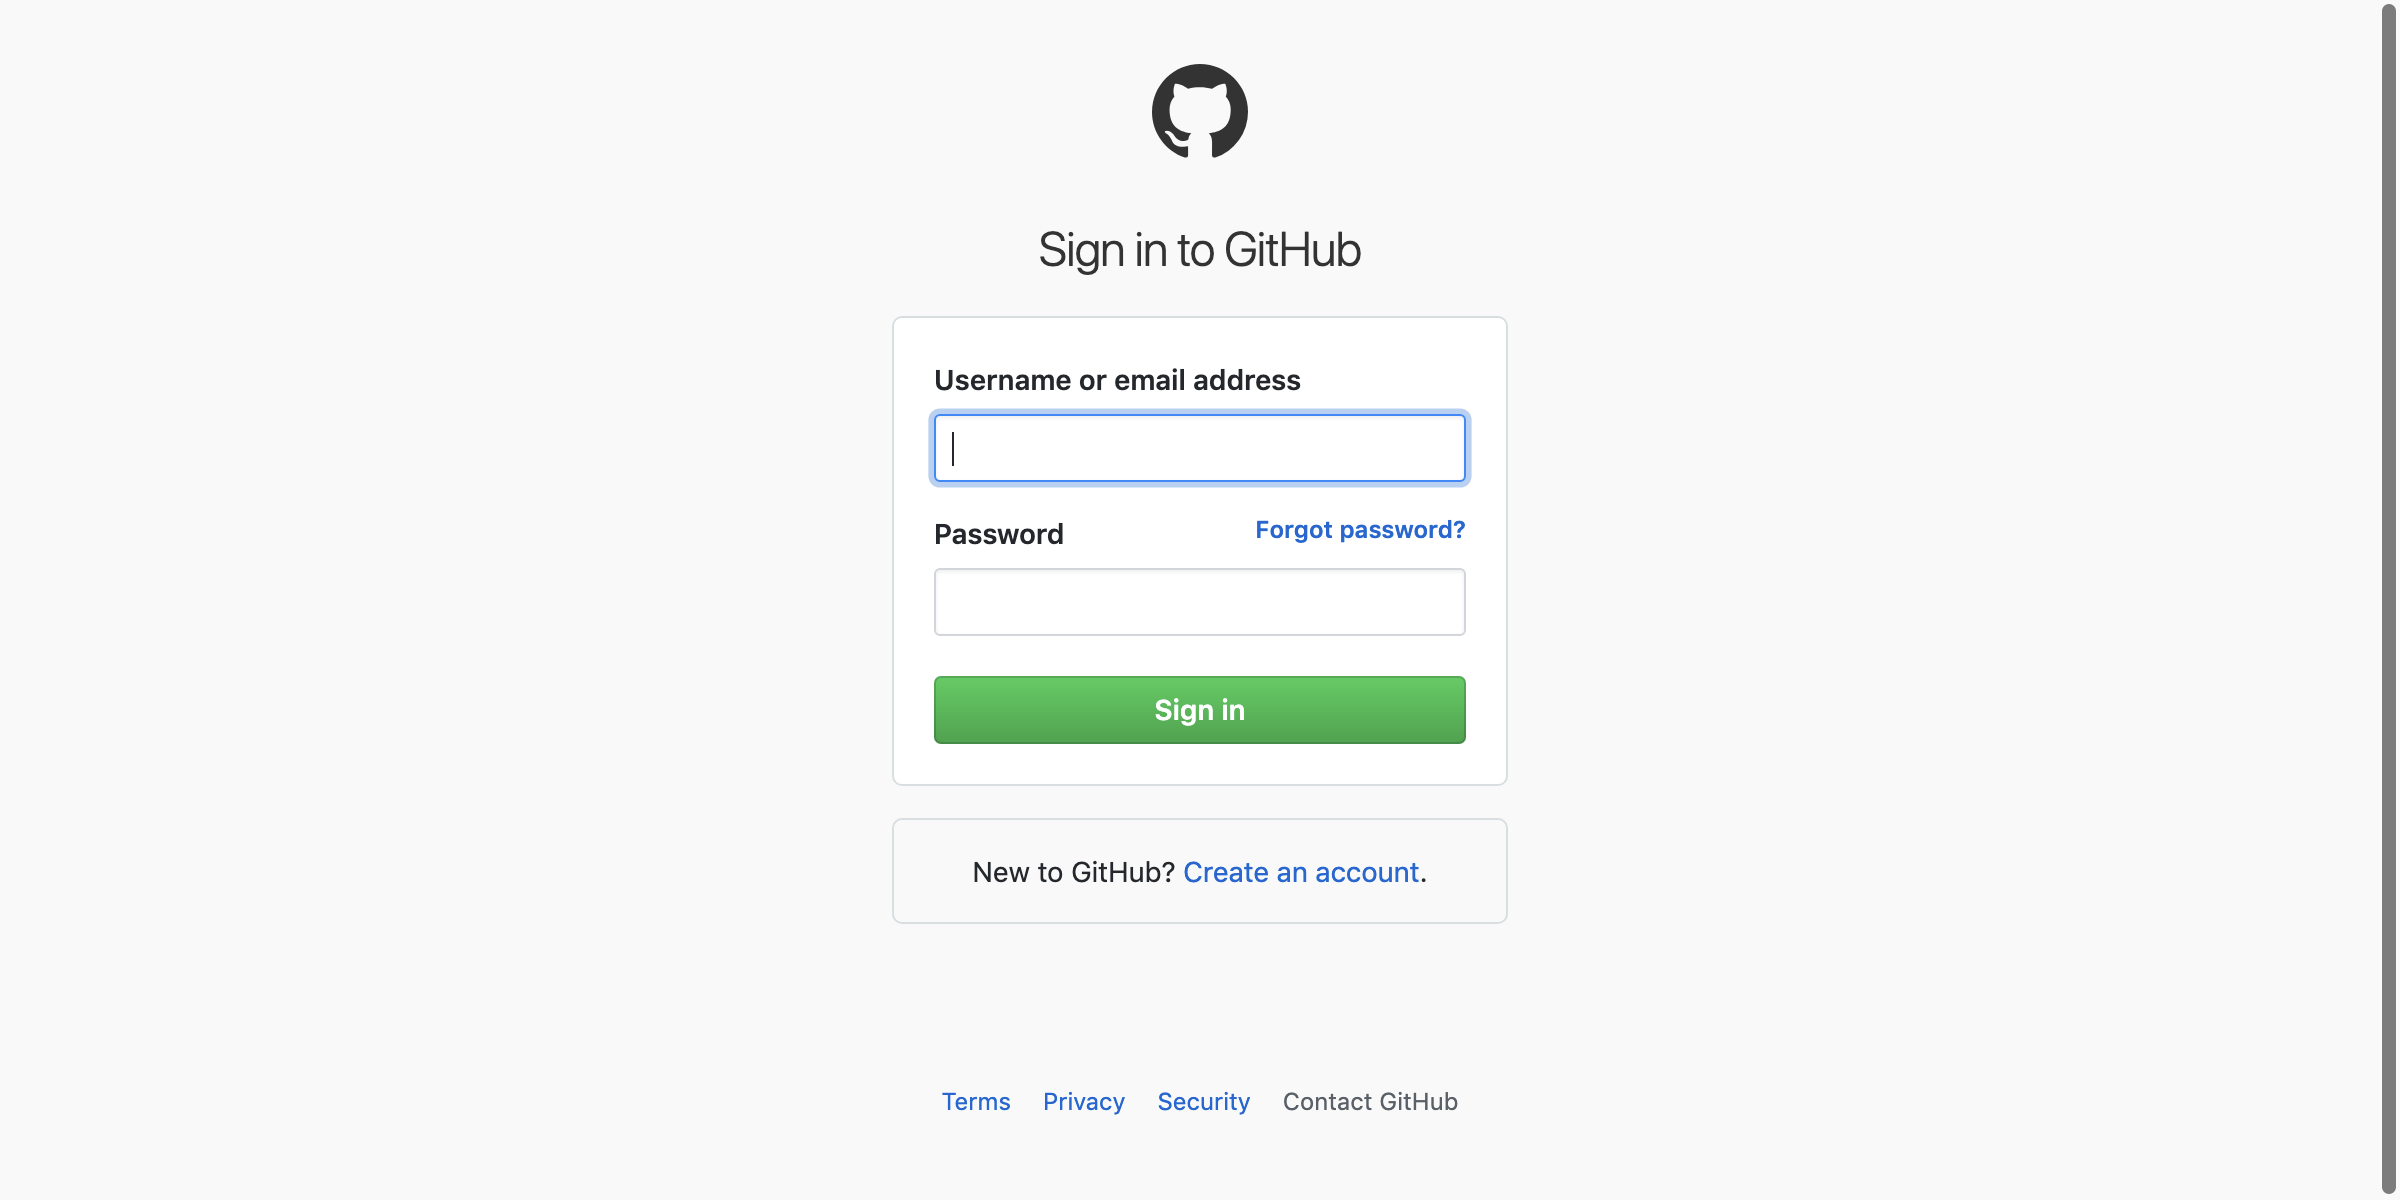 Sign in to GitHub
Username or email address
Password Forgot password?
Sign in
New to GitHub? Create an account.
Terms Privacy Security Contact GitHub